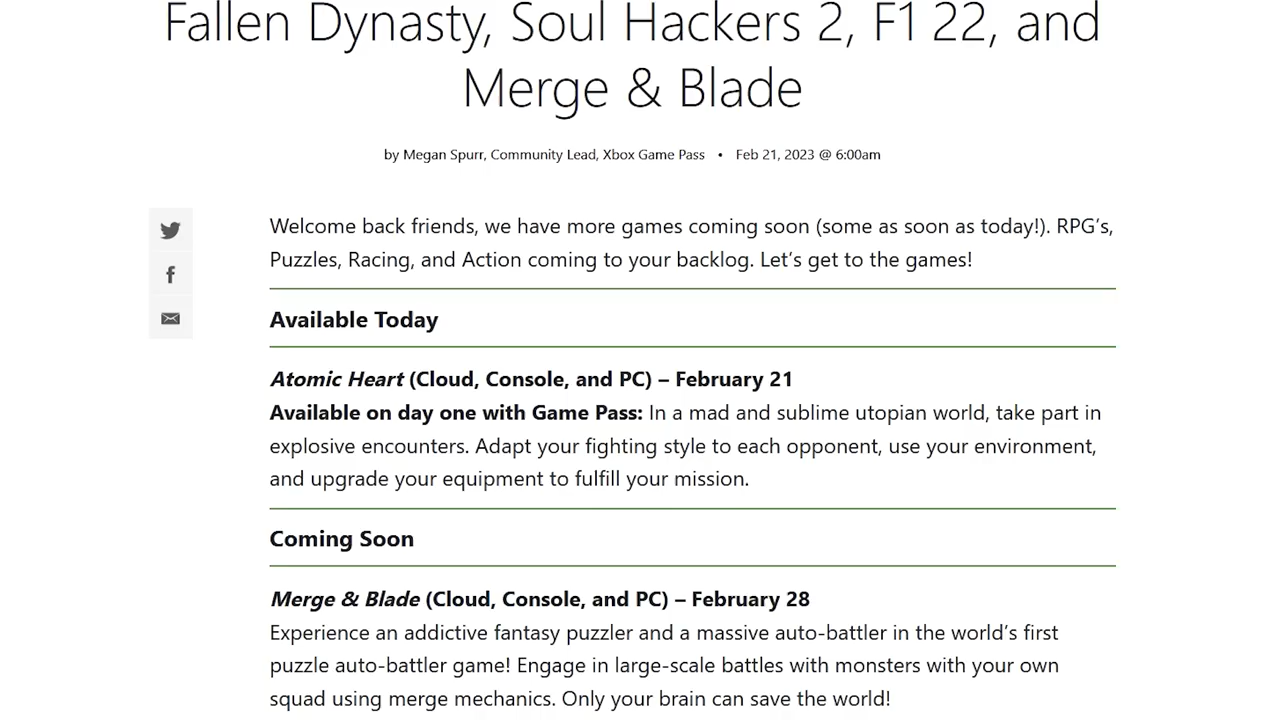 Fallen Dynasty, Soul Hackers 2, F1 22, and
Merge & Blade
by Megan Spurr, Community Lead, Xbox Game Pass • Feb 21, 2023 @ 6:00am
Welcome back friends, we have more games coming soon (some as soon as today!). RPG’s,
Puzzles, Racing, and Action coming to your backlog. Let’s get to the games!
Available Today
Atomic Heart (Cloud, Console, and PC) – February 21
Available on day one with Game Pass: In a mad and sublime utopian world, take part in
explosive encounters. Adapt your fighting style to each opponent, use your environment,
and upgrade your equipment to fulfill your mission.
Coming Soon
Merge & Blade (Cloud, Console, and PC) – February 28
Experience an addictive fantasy puzzler and a massive auto-battler in the world’s first
puzzle auto-battler game! Engage in large-scale battles with monsters with your own
squad using merge mechanics. Only your brain can save the world!